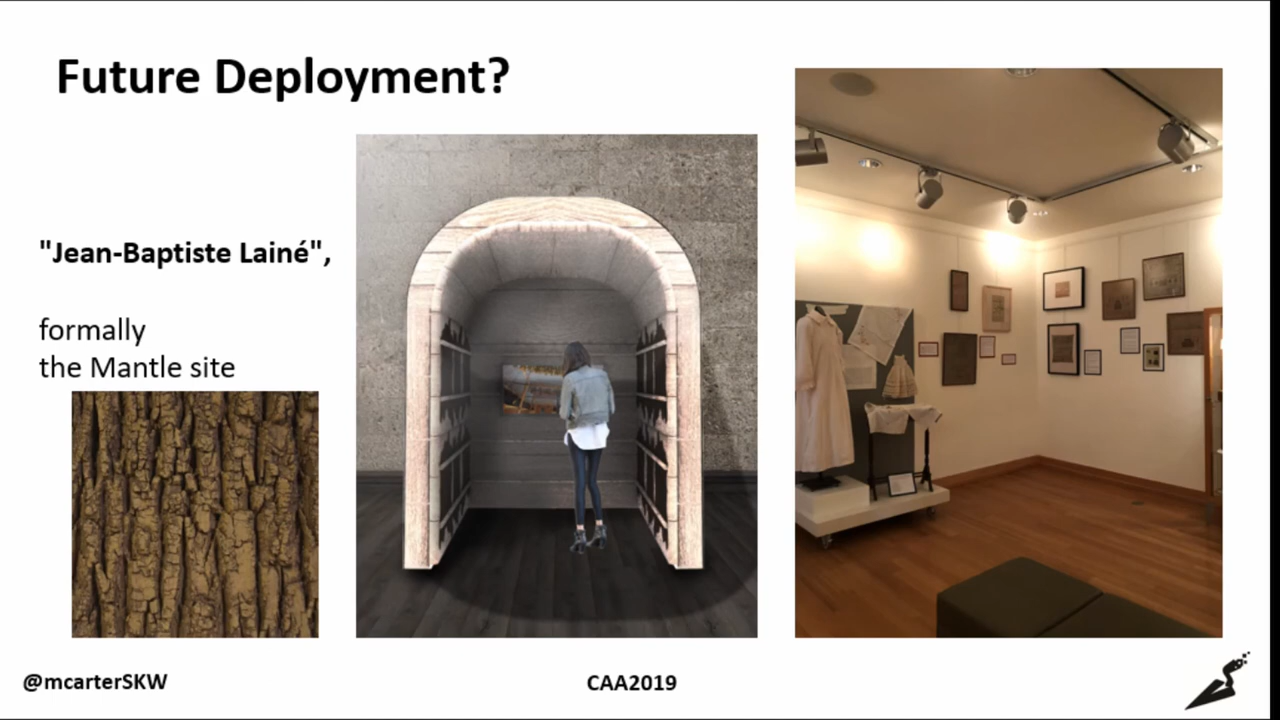 Future Deployment?
"Jean-Baptiste Lainé",
formally
the Mantle site
@mcarterSKW
CAA2019